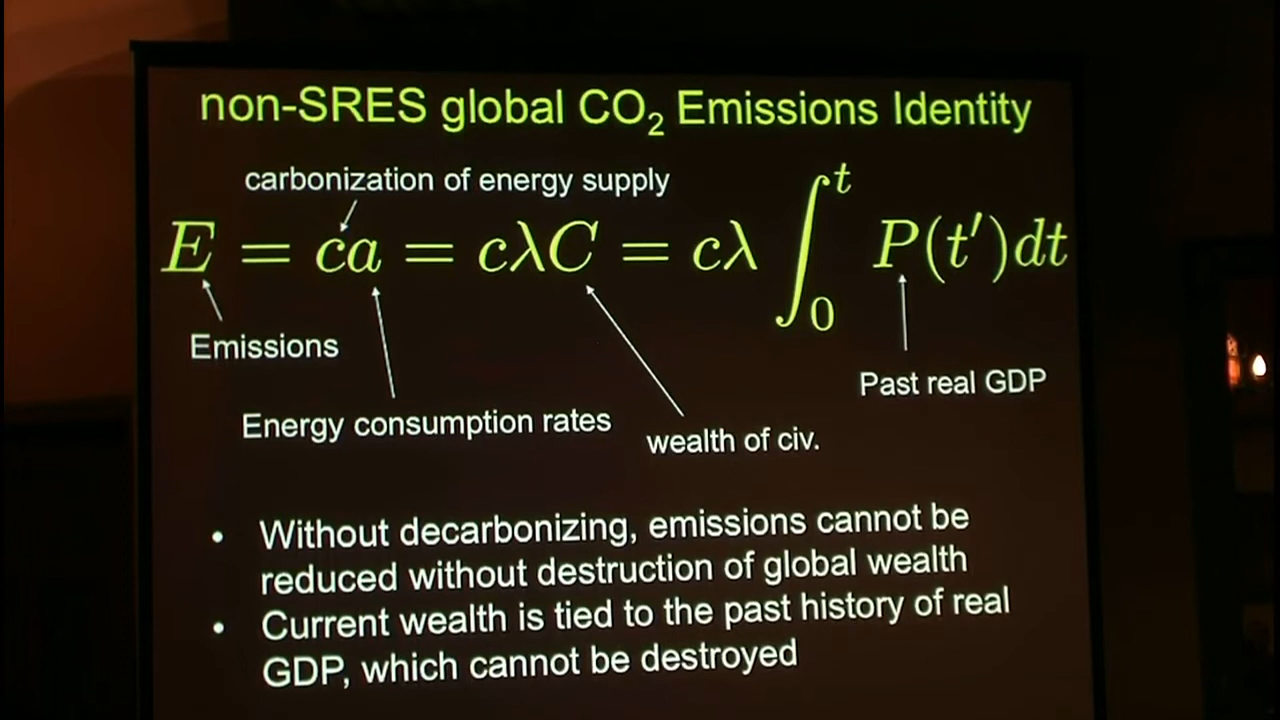 non-SRES global CO₂ Emissions Identity
carbonization of energy supply
E = ca = cλC = cλ ∫₀ᵗ P(t′)dt
Emissions
Past real GDP
Energy consumption rates
wealth of civ.
• Without decarbonizing, emissions cannot be
reduced without destruction of global wealth
• Current wealth is tied to the past history of real
GDP, which cannot be destroyed